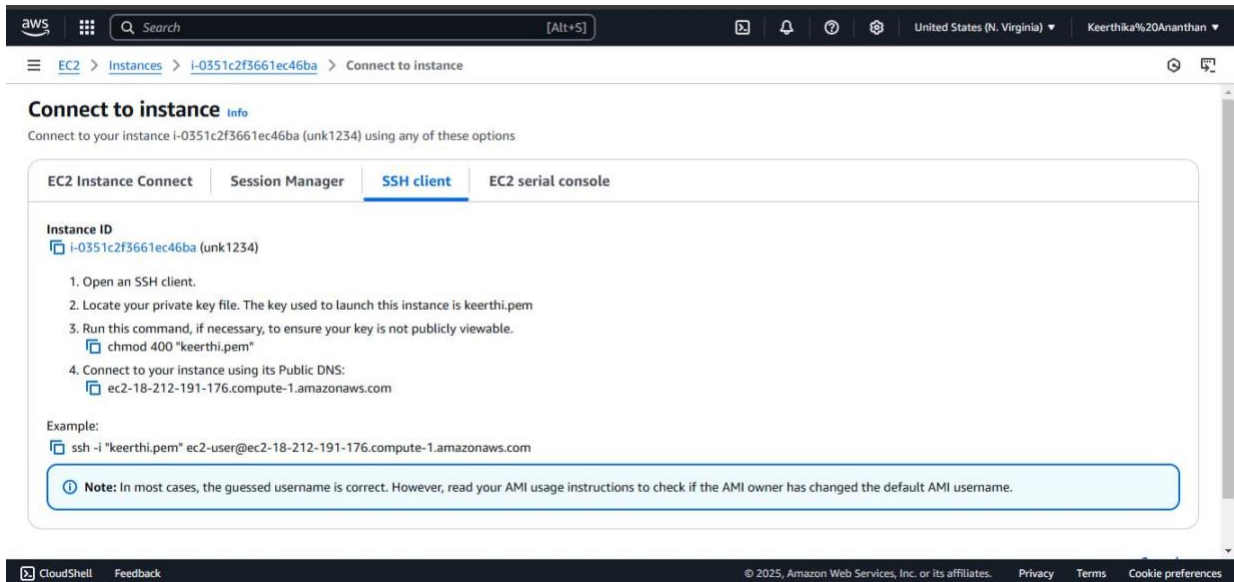 aws Search [Alt+S] United States (N. Virginia) Keerthika%20Ananthan
EC2 > Instances > i-0351c2f3661ec46ba > Connect to instance
Connect to instance Info
Connect to your instance i-0351c2f3661ec46ba (unk1234) using any of these options
EC2 Instance Connect Session Manager SSH client EC2 serial console
Instance ID
i-0351c2f3661ec46ba (unk1234)
1. Open an SSH client.
2. Locate your private key file. The key used to launch this instance is keerthi.pem
3. Run this command, if necessary, to ensure your key is not publicly viewable.
chmod 400 "keerthi.pem"
4. Connect to your instance using its Public DNS:
ec2-18-212-191-176.compute-1.amazonaws.com
Example:
ssh -i "keerthi.pem" ec2-user@ec2-18-212-191-176.compute-1.amazonaws.com
Note: In most cases, the guessed username is correct. However, read your AMI usage instructions to check if the AMI owner has changed the default AMI username.
CloudShell Feedback © 2025, Amazon Web Services, Inc. or its affiliates. Privacy Terms Cookie preferences